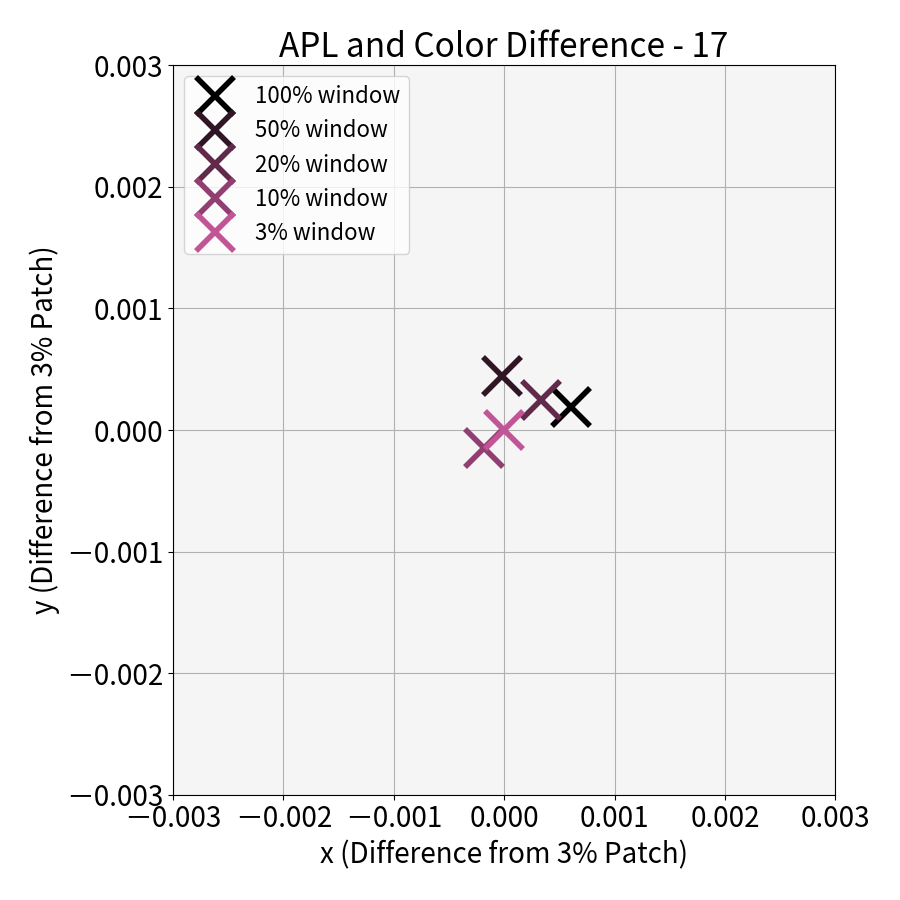 APL and Color Difference - 17
100% window
50% window
20% window
10% window
3% window
0.003
0.002
0.001
0.000
−0.001
−0.002
−0.003
y (Difference from 3% Patch)
−0.003 −0.002 −0.001 0.000 0.001 0.002 0.003
x (Difference from 3% Patch)